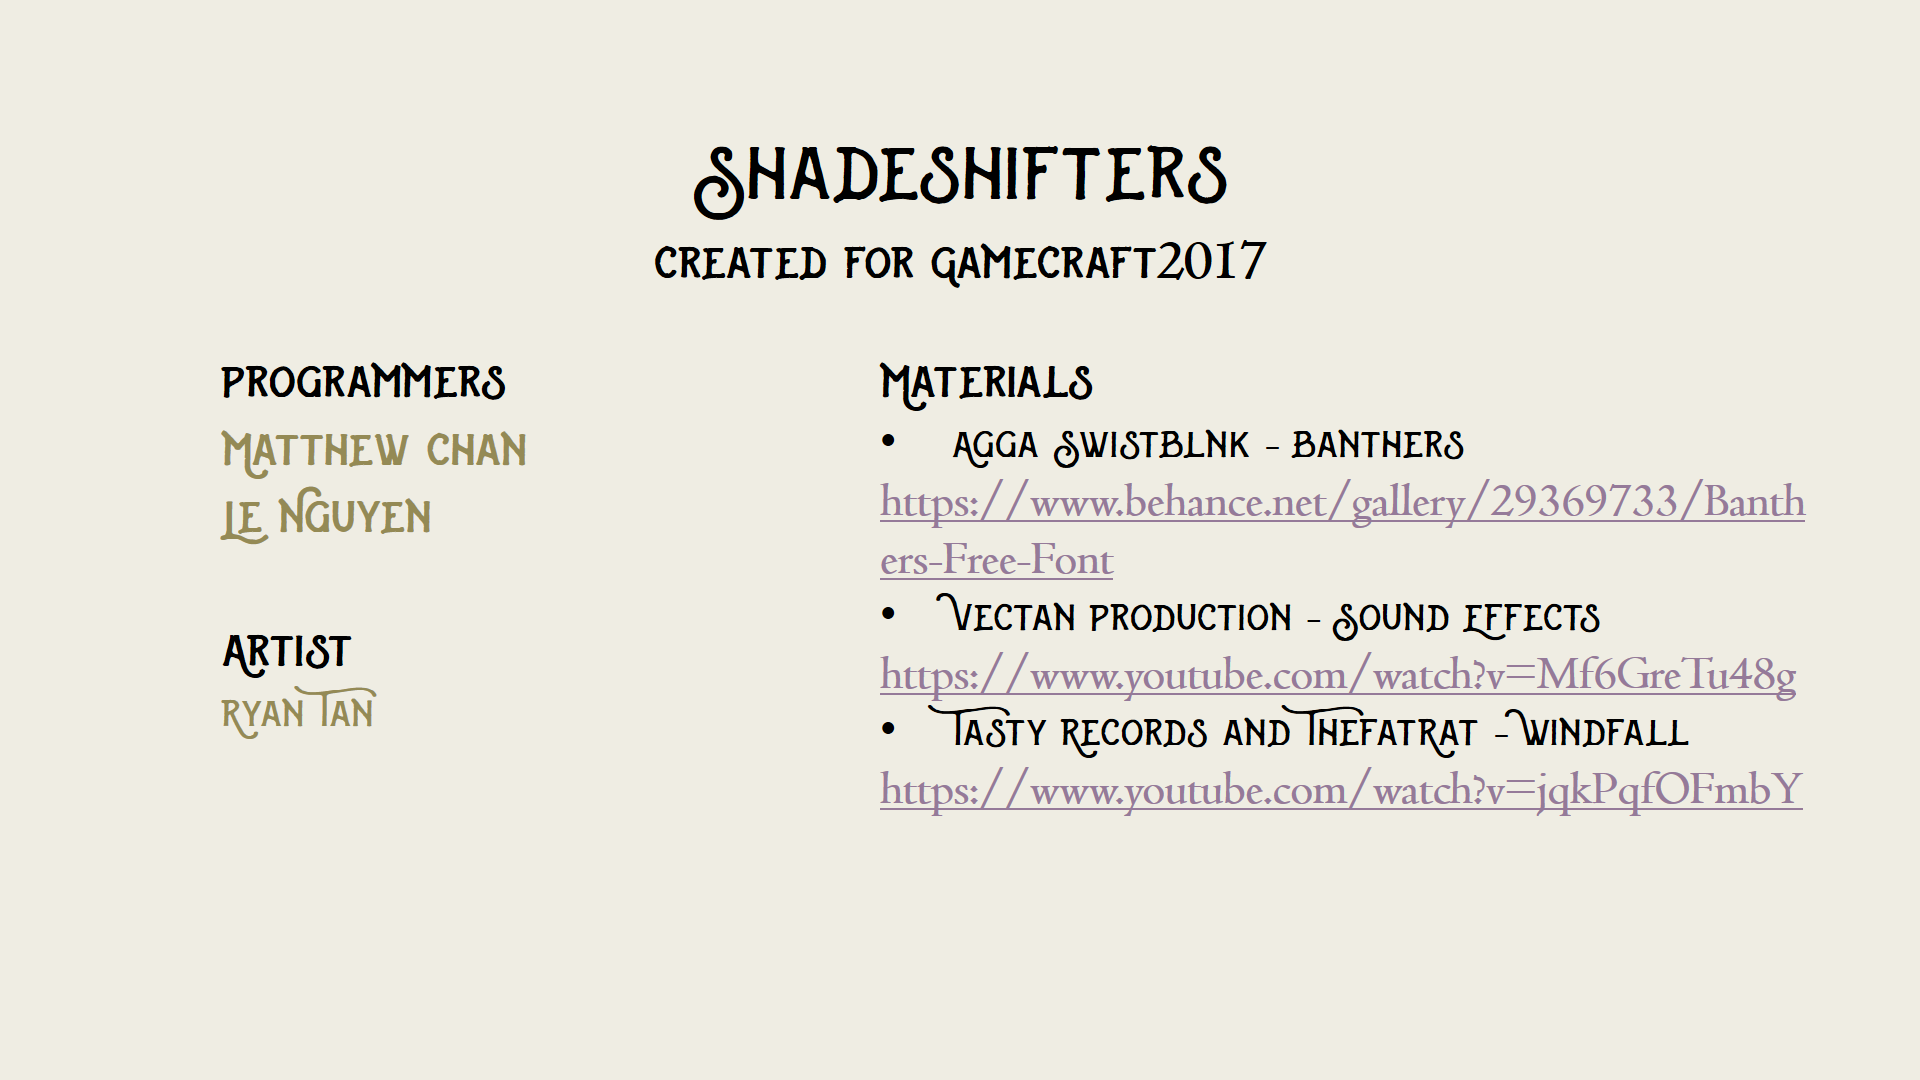 Shadeshifters
created for gamecraft2017
programmers
Matthew chan
Le Nguyen
Artist
Ryan Tan
Materials
• Agga Swistblnk - Banthers
https://www.behance.net/gallery/29369733/Banth
ers-Free-Font
• Vectan production - Sound Effects
https://www.youtube.com/watch?v=Mf6GreTu48g
• Tasty Records and Thefatrat - Windfall
https://www.youtube.com/watch?v=jqkPqfOFmbY